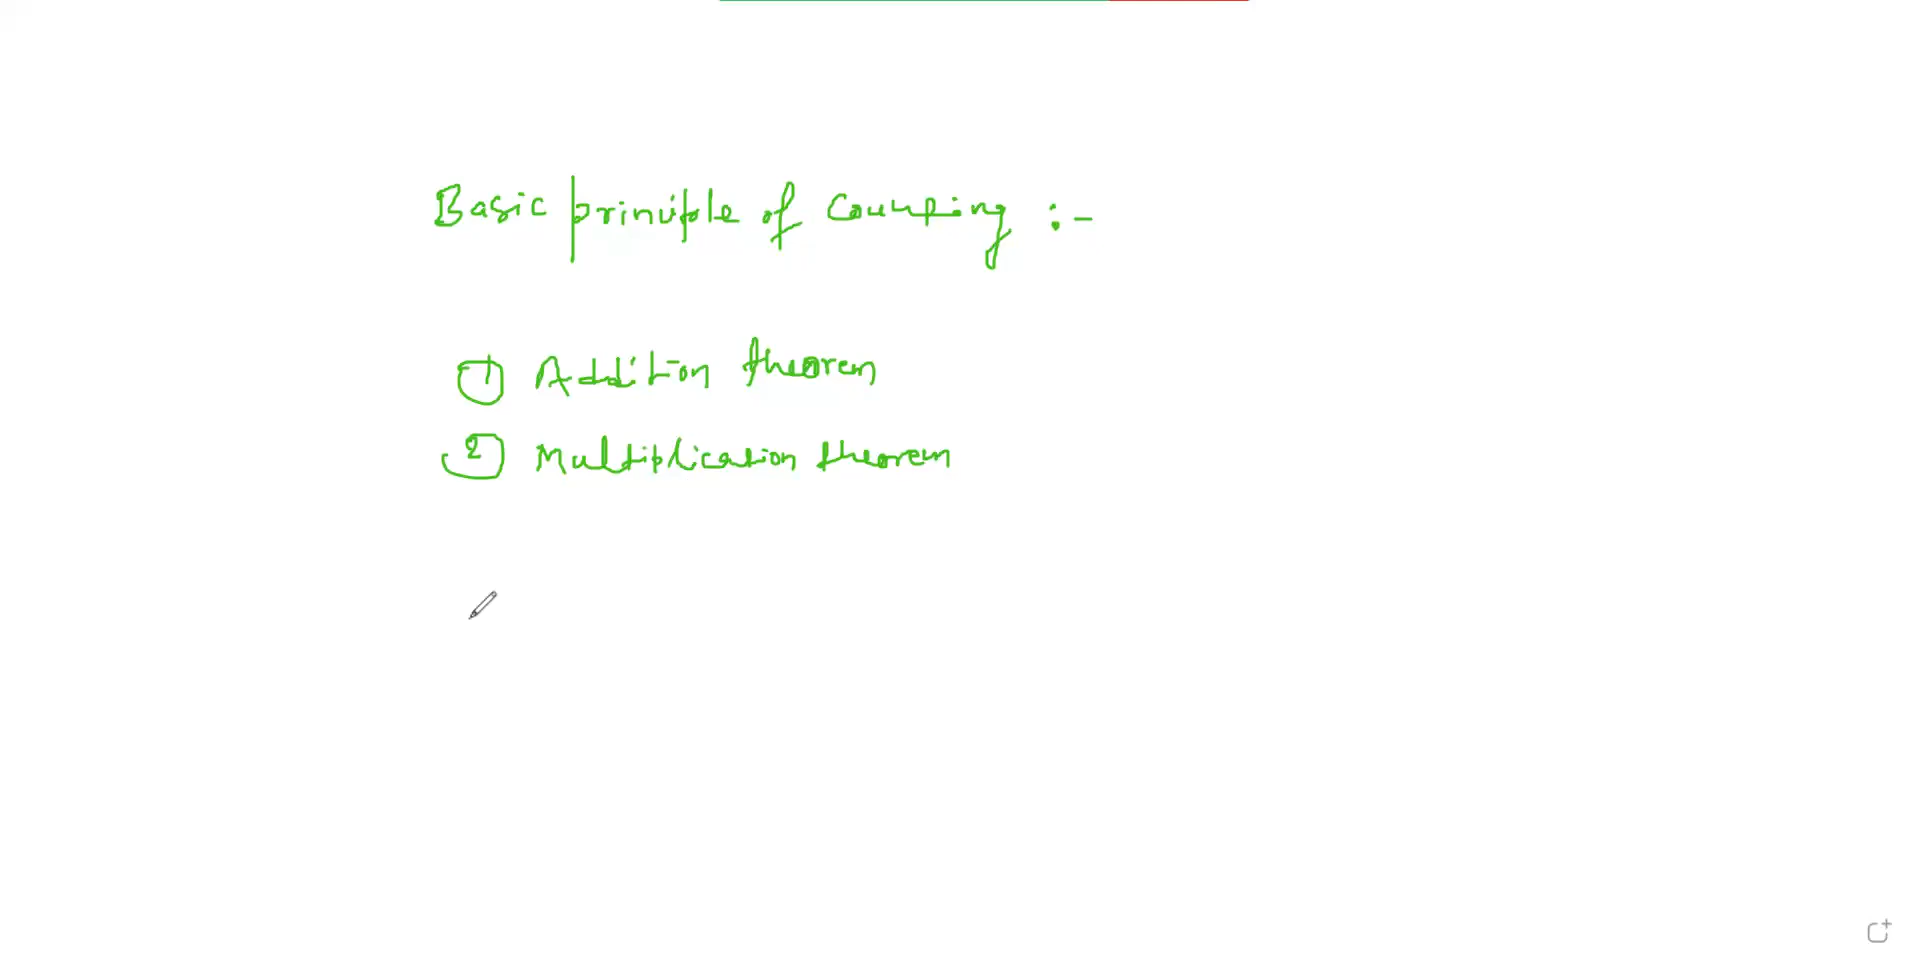 Basic principle of Counting :-
① Addition theorem
② Multiplication theorem